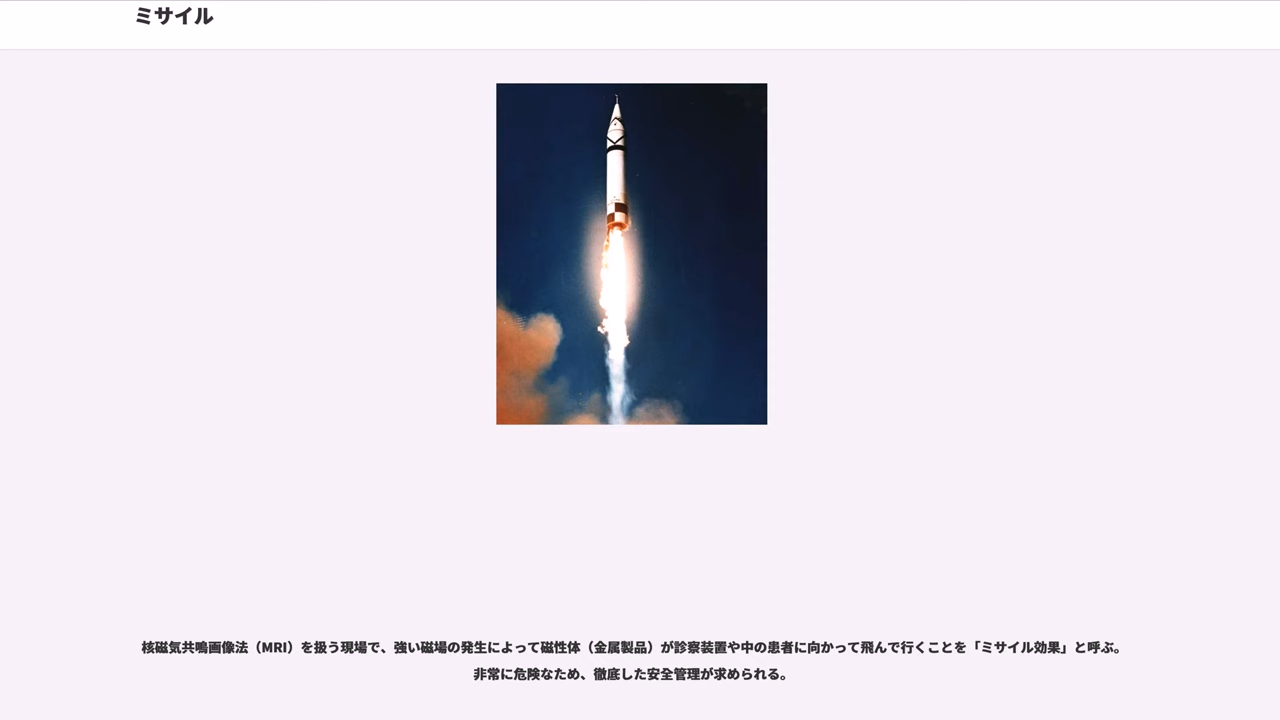 ミサイル
核磁気共鳴画像法（MRI）を扱う現場で、強い磁場の発生によって磁性体（金属製品）が診察装置や中の患者に向かって飛んで行くことを「ミサイル効果」と呼ぶ。
非常に危険なため、徹底した安全管理が求められる。